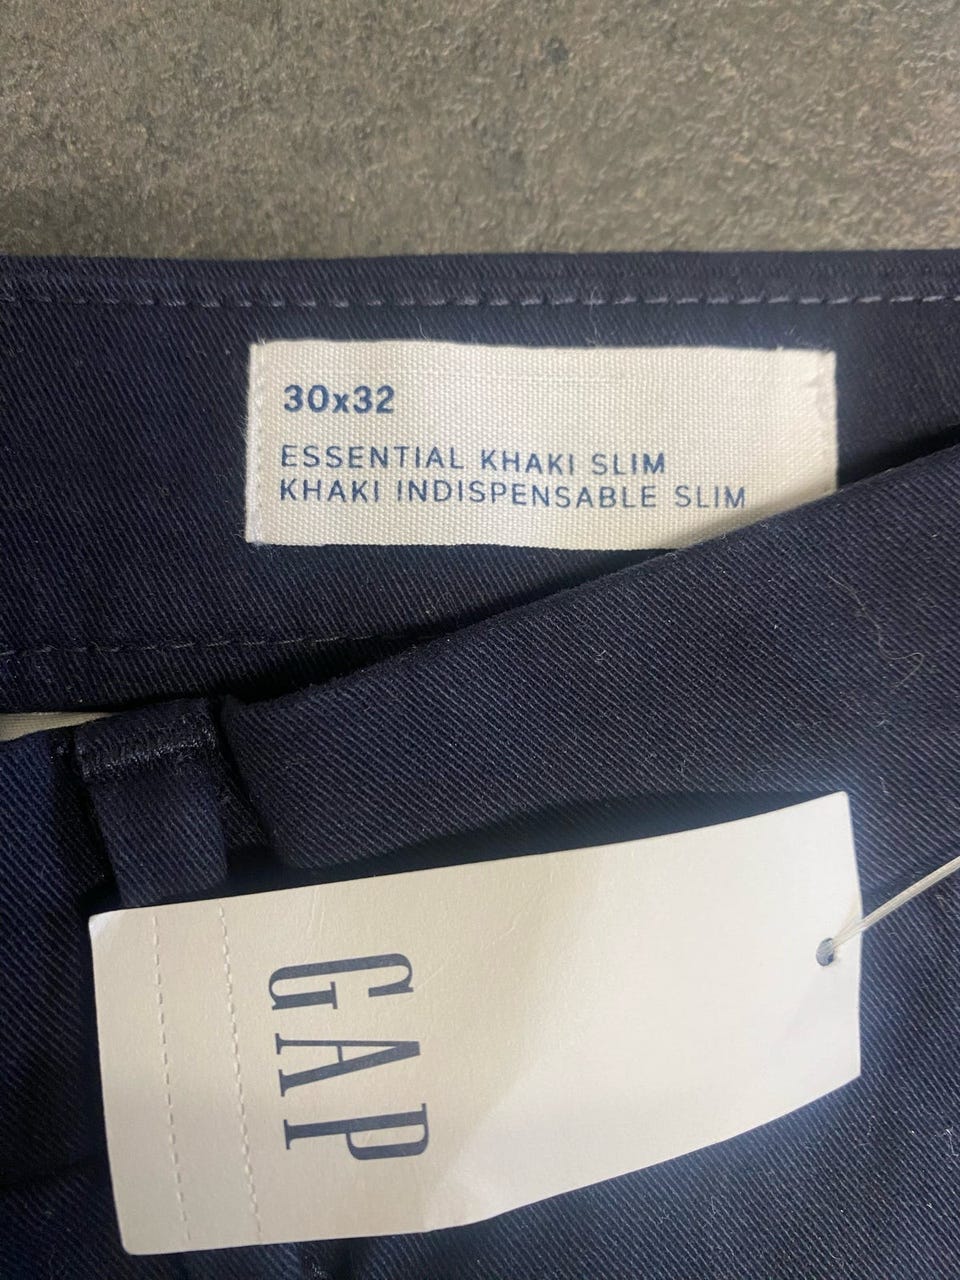 30x32
ESSENTIAL KHAKI SLIM
KHAKI INDISPENSABLE SLIM
GAP